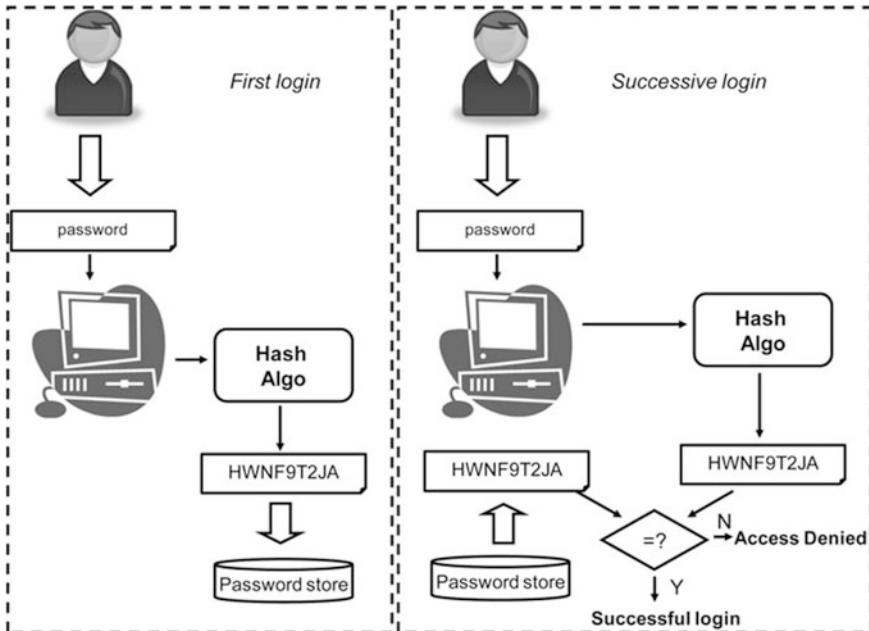 First login
password
Hash
Algo
HWNF9T2JA
Password store
Successive login
password
Hash
Algo
HWNF9T2JA
HWNF9T2JA
=?
N
Access Denied
Password store
Y
Successful login